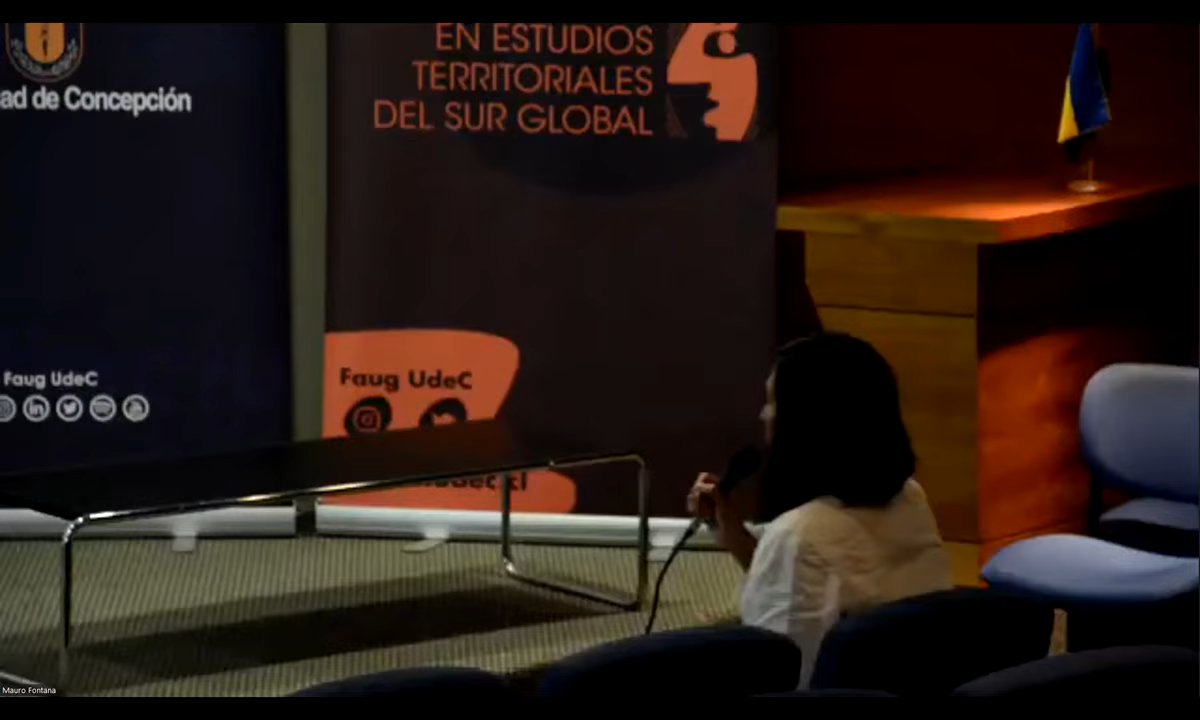 ad de Concepción
Faug UdeC
EN ESTUDIOS
TERRITORIALES
DEL SUR GLOBAL
Faug UdeC
Mauro Fontana